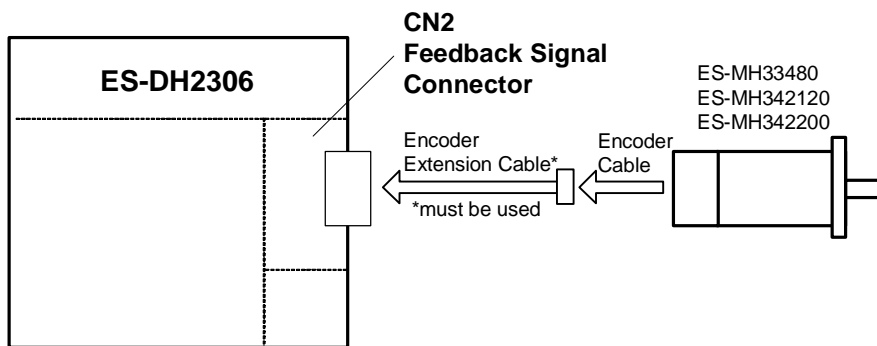 CN2
Feedback Signal
Connector
ES-DH2306
ES-MH33480
ES-MH342120
ES-MH342200
Encoder
Extension Cable*
*must be used
Encoder
Cable